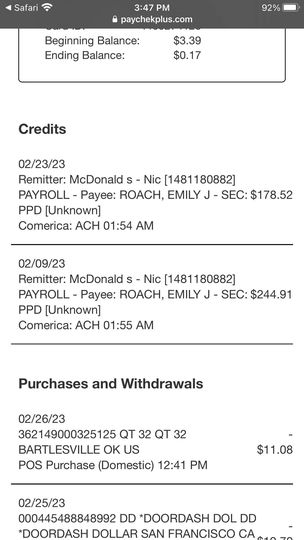 Safari 3:47 PM 92%
paychekplus.com
Beginning Balance: $3.39
Ending Balance: $0.17
Credits
02/23/23
Remitter: McDonald s - Nic [1481180882]
PAYROLL - Payee: ROACH, EMILY J - SEC: $178.52
PPD [Unknown]
Comerica: ACH 01:54 AM
02/09/23
Remitter: McDonald s - Nic [1481180882]
PAYROLL - Payee: ROACH, EMILY J - SEC: $244.91
PPD [Unknown]
Comerica: ACH 01:55 AM
Purchases and Withdrawals
02/26/23
362149000325125 QT 32 QT 32 -
BARTLESVILLE OK US $11.08
POS Purchase (Domestic) 12:41 PM
02/25/23
000445488848992 DD *DOORDASH DOL DD -
*DOORDASH DOLLAR SAN FRANCISCO CA